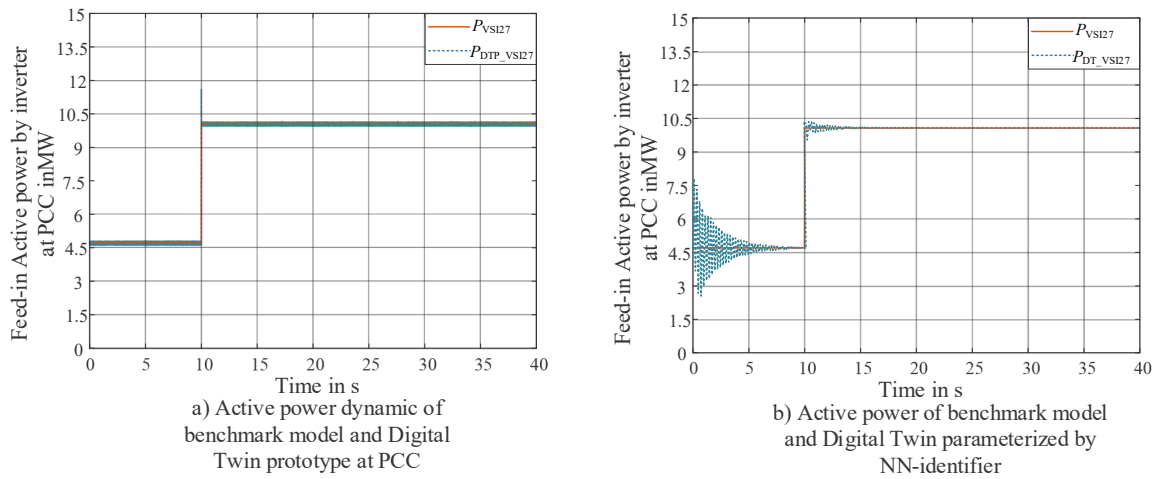 Feed-in Active power by inverter
at PCC inMW
15
13.5
12
10.5
9
7.5
6
4.5
3
1.5
0
P_VSI27
P_DTP_VSI27
0 5 10 15 20 25 30 35 40
Time in s
a) Active power dynamic of
benchmark model and Digital
Twin prototype at PCC
Feed-in Active power by inverter
at PCC inMW
15
13.5
12
10.5
9
7.5
6
4.5
3
1.5
0
P_VSI27
P_DT_VSI27
0 5 10 15 20 25 30 35 40
Time in s
b) Active power of benchmark model
and Digital Twin parameterized by
NN-identifier